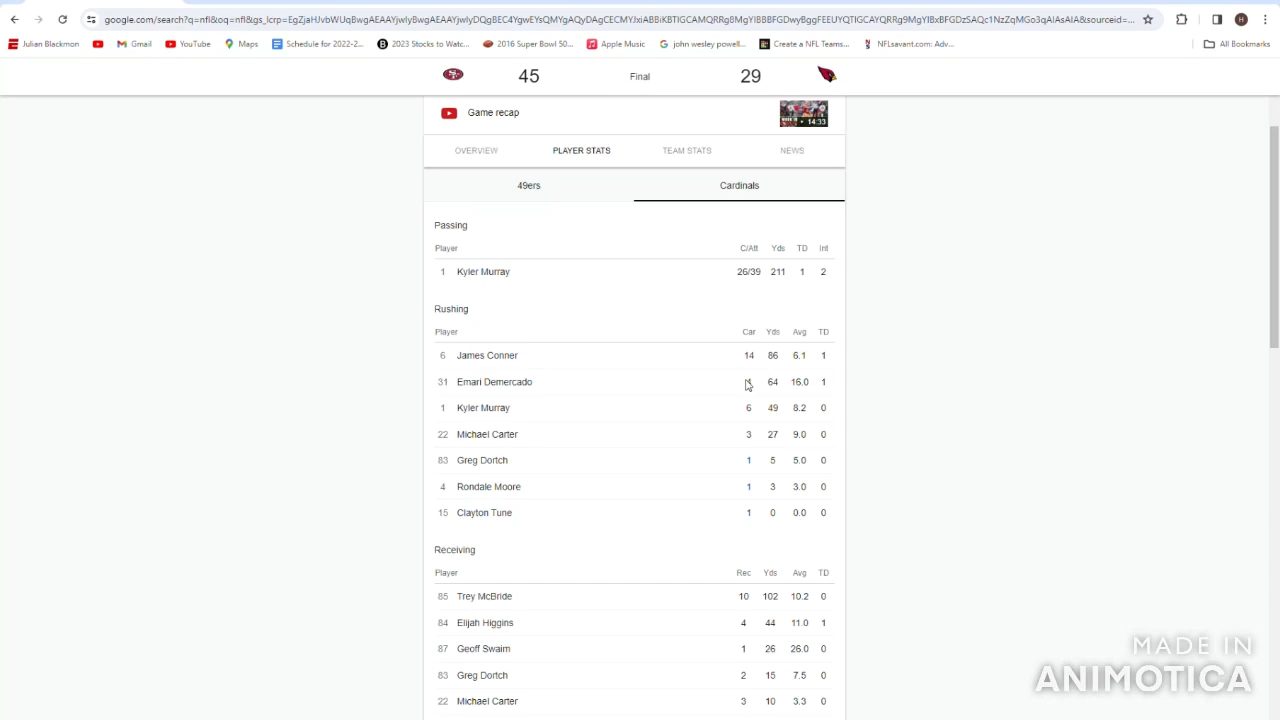 google.com/search?q=nfl&oq=nfl&gs_lcrp=EgZjaHJvbWUqBwgAEAAYjwIyBwgAEAAYjwIyDQgBEC4YgwEYsQMYgAQyDAgCECMYJxiABBiKBTIGCAMQRRg8MgYIBBBFGDwyBggFEEUYQTIGCAYQRRg9MgYIBxBFGDzSAQc1NzZqMGo3qAIAsAIA&sourceid=...
Julian Blackmon Gmail YouTube Maps Schedule for 2022-2... 2023 Stocks to Watc... 2016 Super Bowl 50... Apple Music john wesley powell... Create a NFL Teams... NFLsavant.com: Adv... All Bookmarks
45 Final 29
Game recap 14:33
OVERVIEW PLAYER STATS TEAM STATS NEWS
49ers Cardinals
Passing
Player C/Att Yds TD Int
1 Kyler Murray 26/39 211 1 2
Rushing
Player Car Yds Avg TD
6 James Conner 14 86 6.1 1
31 Emari Demercado 64 16.0 1
1 Kyler Murray 6 49 8.2 0
22 Michael Carter 3 27 9.0 0
83 Greg Dortch 1 5 5.0 0
4 Rondale Moore 1 3 3.0 0
15 Clayton Tune 1 0 0.0 0
Receiving
Player Rec Yds Avg TD
85 Trey McBride 10 102 10.2 0
84 Elijah Higgins 4 44 11.0 1
87 Geoff Swaim 1 26 26.0 0
83 Greg Dortch 2 15 7.5 0
22 Michael Carter 3 10 3.3 0
MADE IN
ANIMOTICA